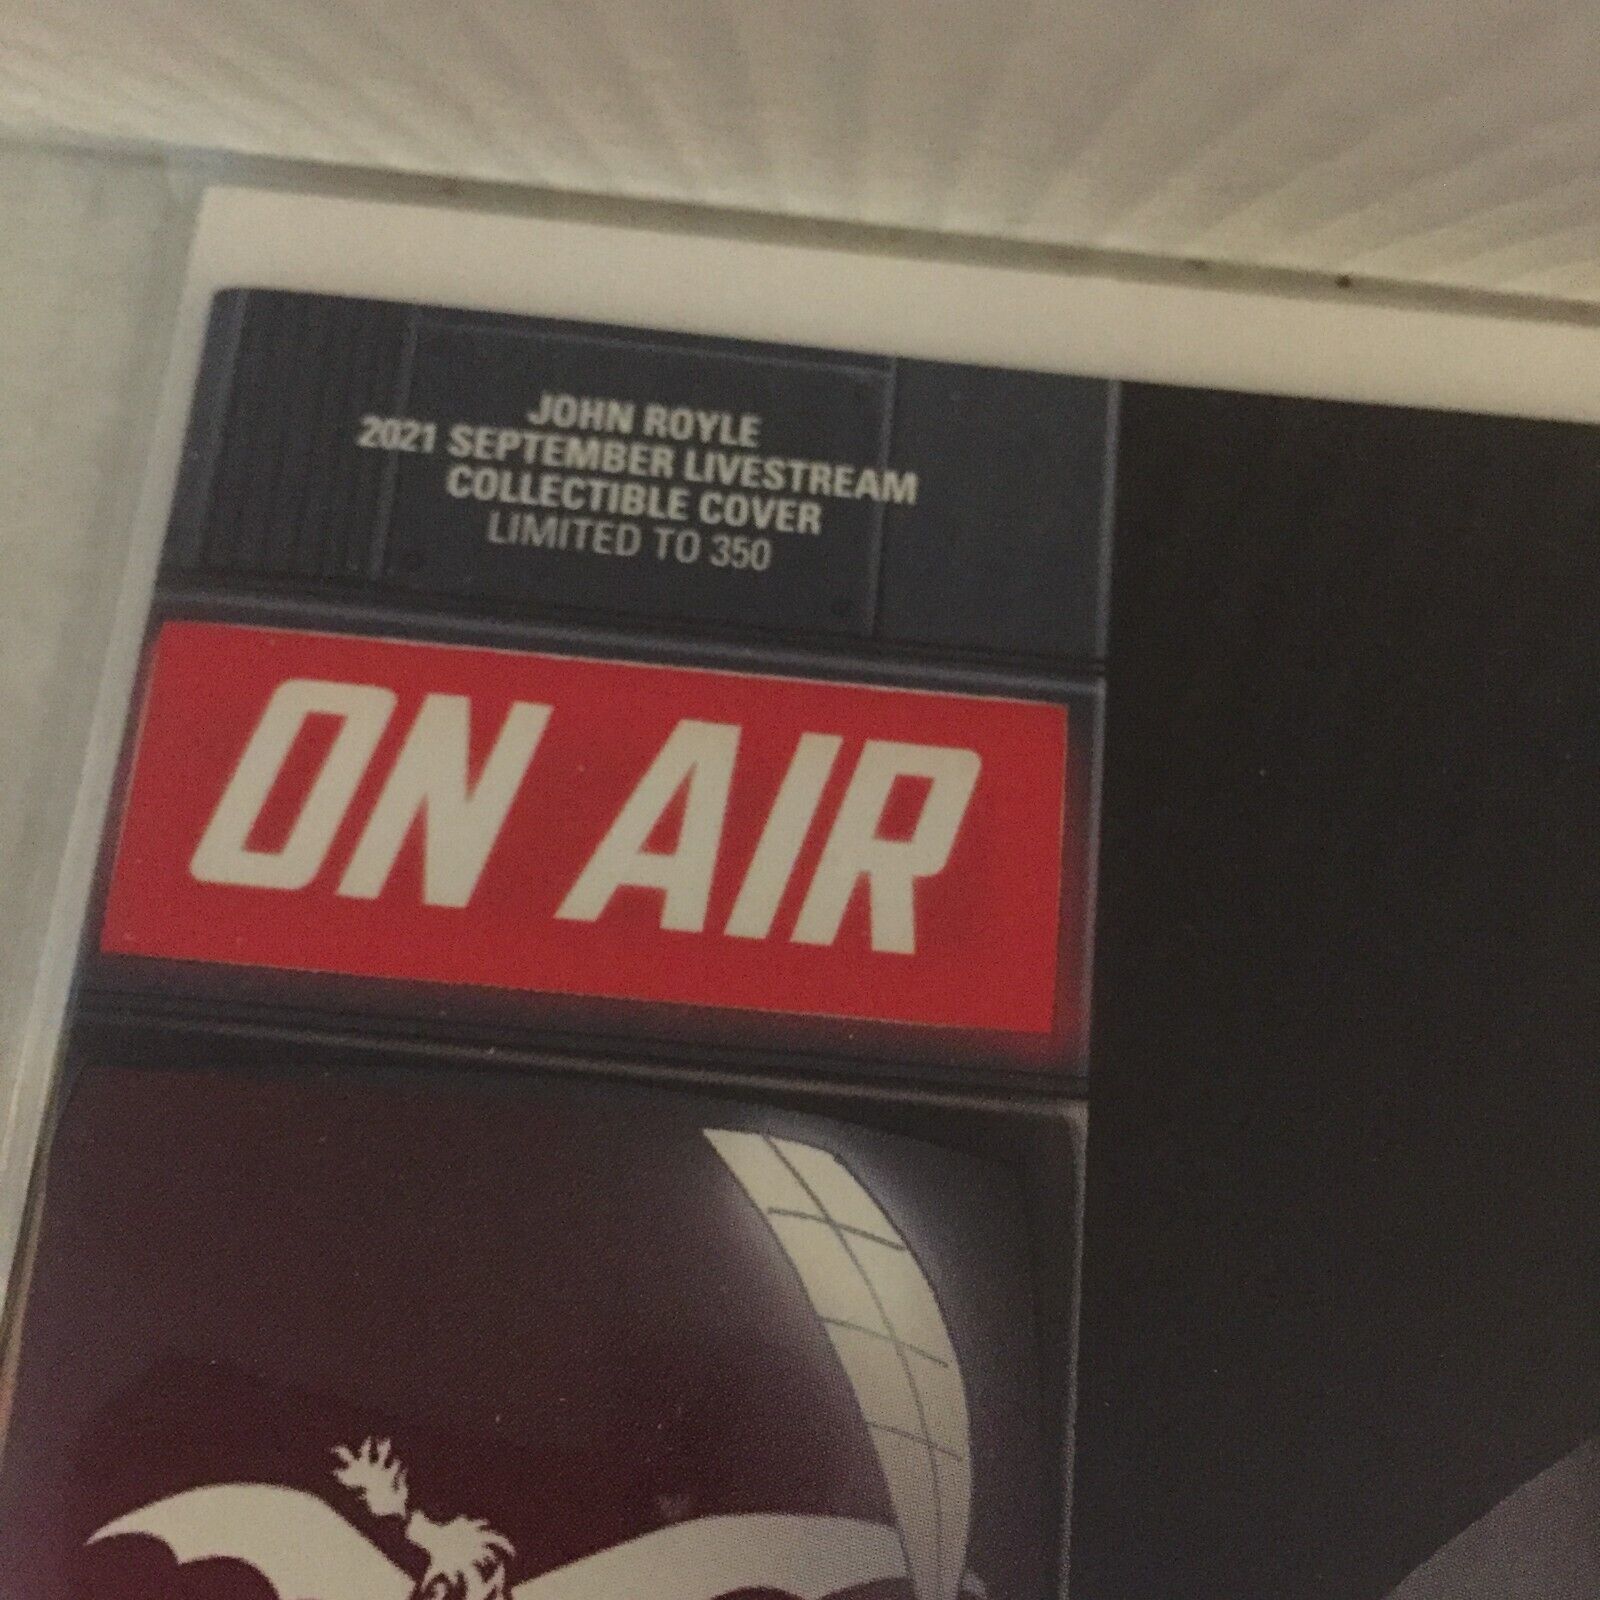 JOHN ROYLE
2021 SEPTEMBER LIVESTREAM
COLLECTIBLE COVER
LIMITED TO 350
ON AIR